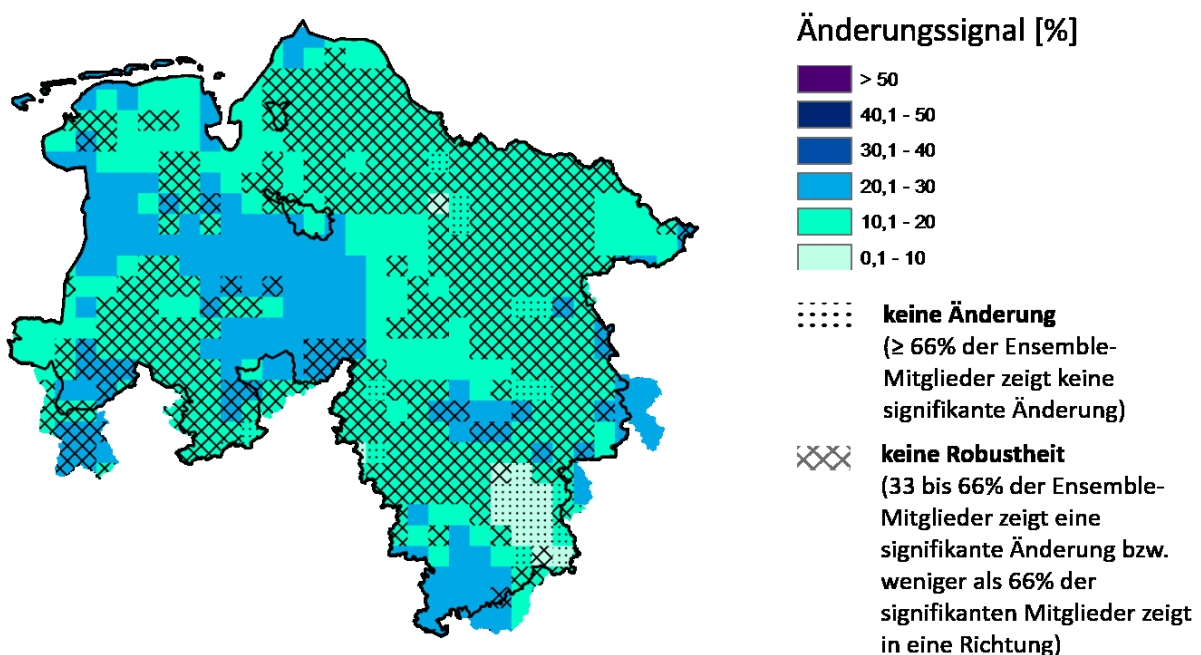 Änderungssignal [%]
> 50
40,1 - 50
30,1 - 40
20,1 - 30
10,1 - 20
0,1 - 10
keine Änderung
(≥ 66% der Ensemble-
Mitglieder zeigt keine
signifikante Änderung)
keine Robustheit
(33 bis 66% der Ensemble-
Mitglieder zeigt eine
signifikante Änderung bzw.
weniger als 66% der
signifikanten Mitglieder zeigt
in eine Richtung)